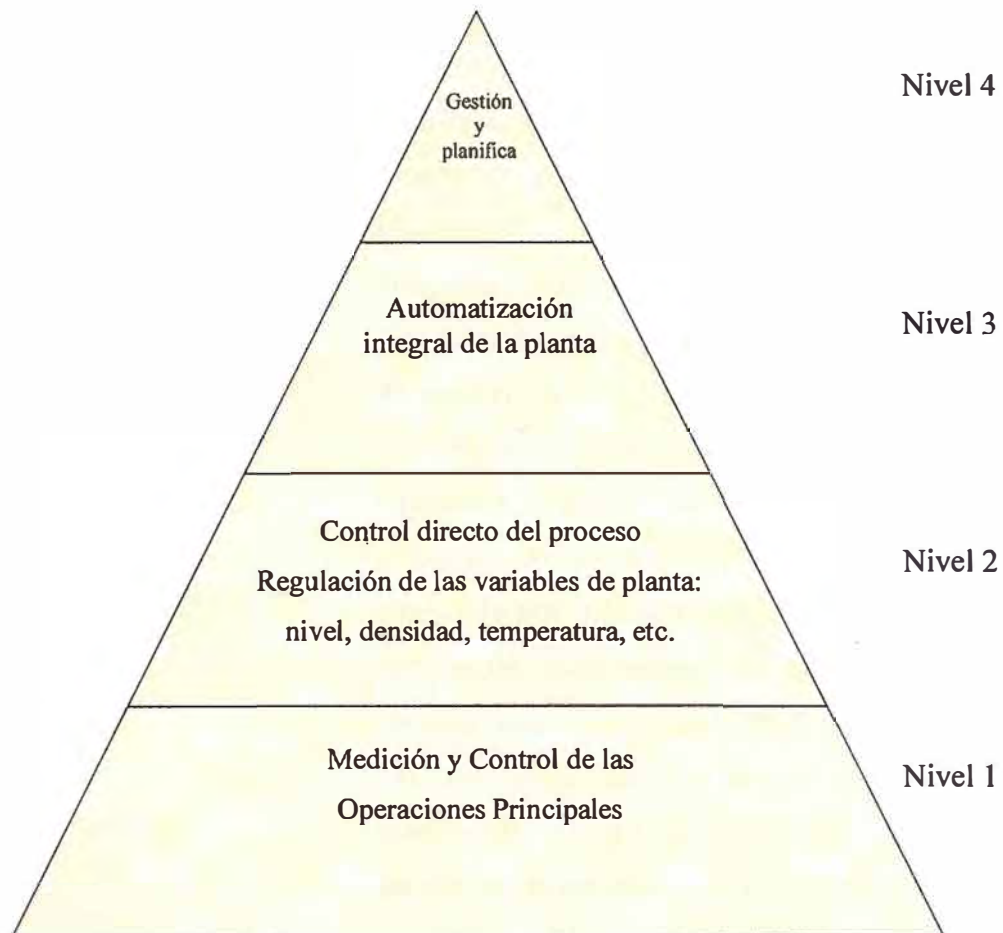 Gestión
y
planifica
Nivel 4
Automatización
integral de la planta
Nivel 3
Control directo del proceso
Regulación de las variables de planta:
nivel, densidad, temperatura, etc.
Nivel 2
Medición y Control de las
Operaciones Principales
Nivel 1